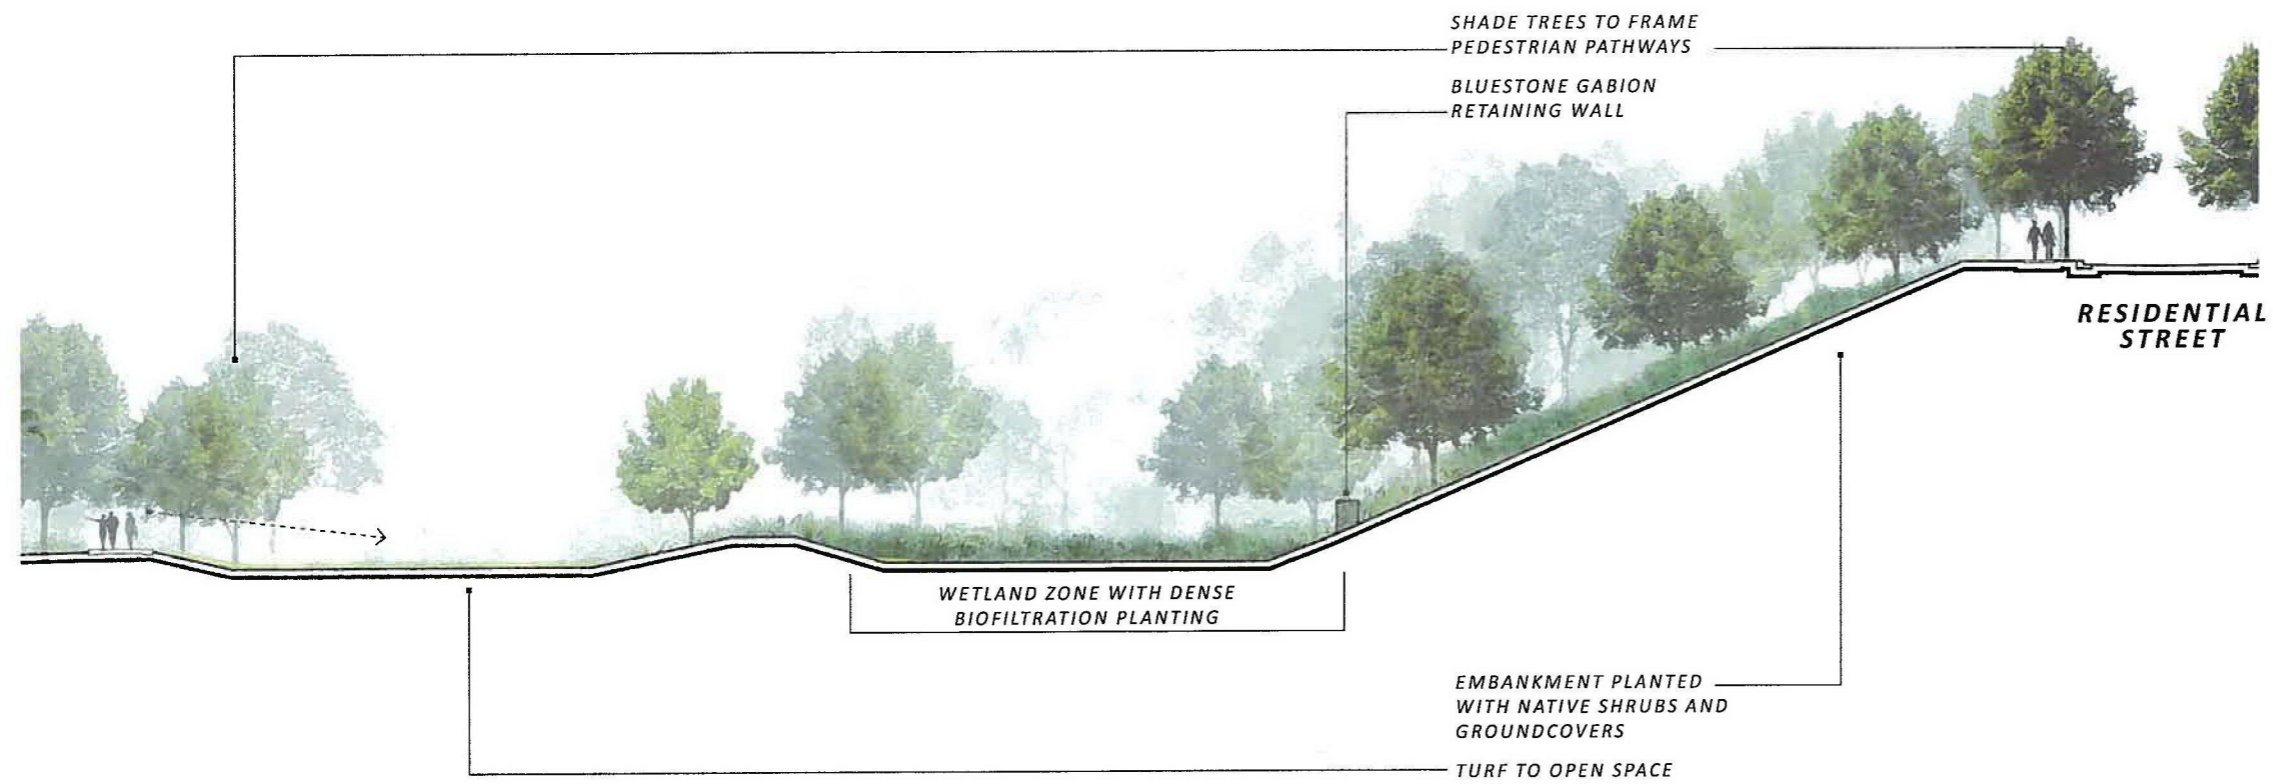 SHADE TREES TO FRAME
PEDESTRIAN PATHWAYS
BLUESTONE GABION
RETAINING WALL
RESIDENTIAL
STREET
WETLAND ZONE WITH DENSE
BIOFILTRATION PLANTING
EMBANKMENT PLANTED
WITH NATIVE SHRUBS AND
GROUNDCOVERS
TURF TO OPEN SPACE